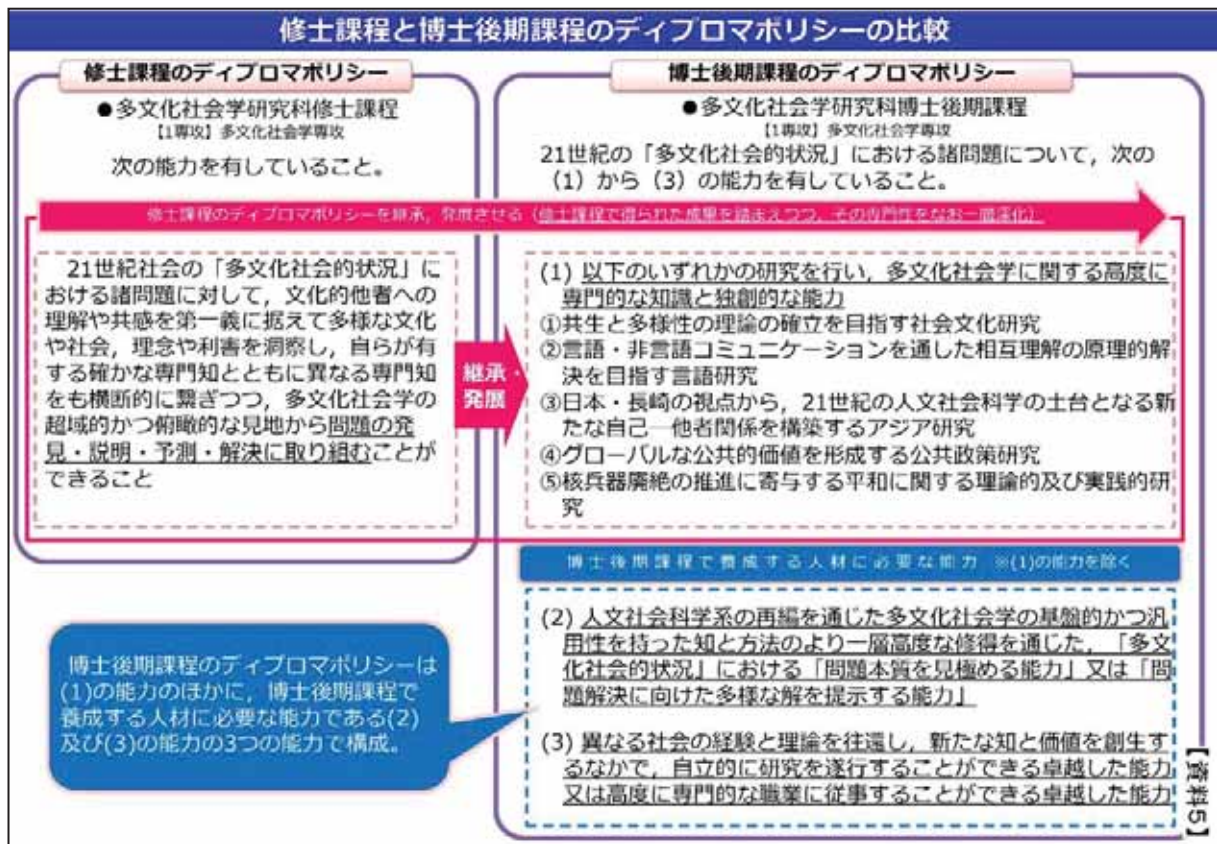 修士課程と博士後期課程のディプロマポリシーの比較
修士課程のディプロマポリシー
●多文化社会学研究科修士課程
【1専攻】多文化社会学専攻
次の能力を有していること。
博士後期課程のディプロマポリシー
●多文化社会学研究科博士後期課程
【1専攻】多文化社会学専攻
21世紀の「多文化社会的状況」における諸問題について，次の
（1）から（3）の能力を有していること。
修士課程のディプロマポリシーを継承，発展させる（修士課程で得られた成果を踏まえつつ，その専門性をなお一層深化）
21世紀社会の「多文化社会的状況」に
おける諸問題に対して，文化的他者への
理解や共感を第一義に据えて多様な文化
や社会，理念や利害を洞察し，自らが有
する確かな専門知とともに異なる専門知
をも横断的に繋ぎつつ，多文化社会学の
超域的かつ俯瞰的な見地から問題の発
見・説明・予測・解決に取り組むことが
できること
継承・
発展
(1) 以下のいずれかの研究を行い，多文化社会学に関する高度に
専門的な知識と独創的な能力
①共生と多様性の理論の確立を目指す社会文化研究
②言語・非言語コミュニケーションを通した相互理解の原理的解
決を目指す言語研究
③日本・長崎の視点から，21世紀の人文社会科学の土台となる新
たな自己―他者関係を構築するアジア研究
④グローバルな公共的価値を形成する公共政策研究
⑤核兵器廃絶の推進に寄与する平和に関する理論的及び実践的研
究
博士後期課程で養成する人材に必要な能力　※(1)の能力を除く
(2) 人文社会科学系の再編を通じた多文化社会学の基盤的かつ汎
用性を持った知と方法のより一層高度な修得を通じた，「多文
化社会的状況」における「問題本質を見極める能力」又は「問
題解決に向けた多様な解を提示する能力」
(3) 異なる社会の経験と理論を往還し，新たな知と価値を創生す
るなかで，自立的に研究を遂行することができる卓越した能力
又は高度に専門的な職業に従事することができる卓越した能力
博士後期課程のディプロマポリシーは
(1)の能力のほかに，博士後期課程で
養成する人材に必要な能力である(2)
及び(3)の能力の3つの能力で構成。
【資料5】